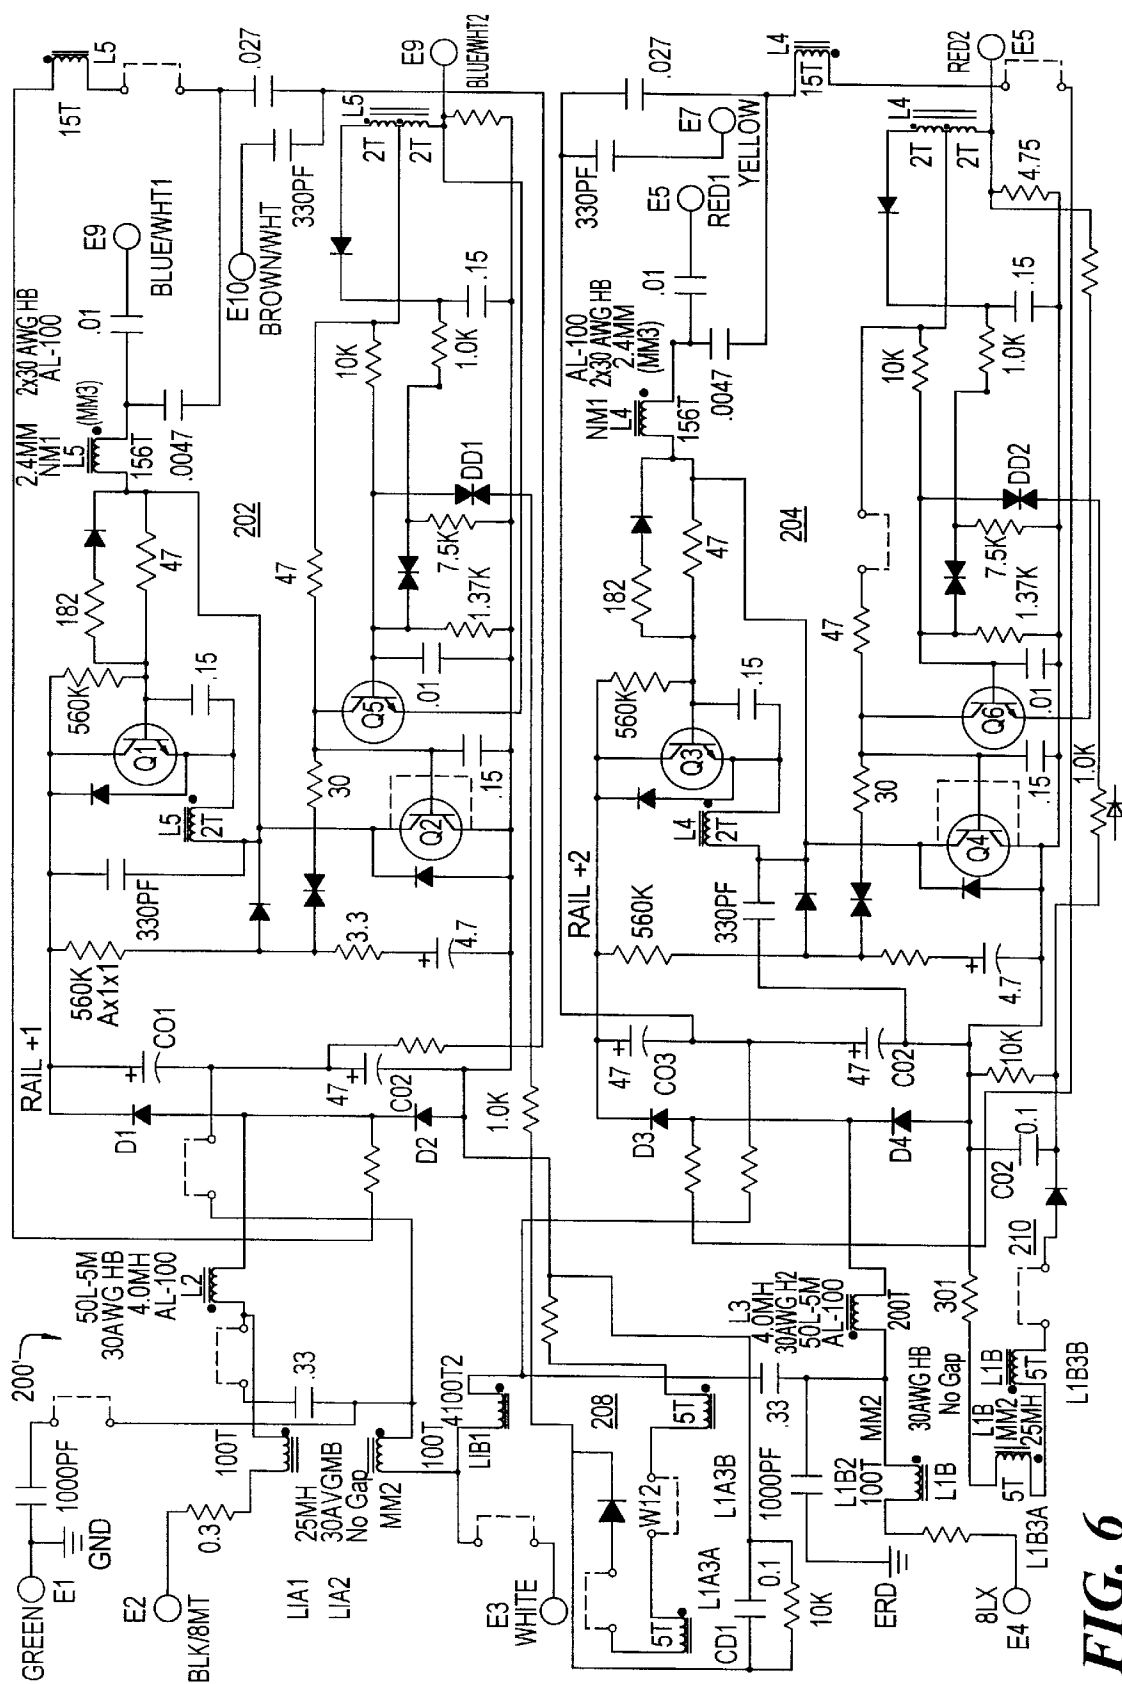 200'
GREEN
E1
1000PF
GND
E2
BLK/8MT
0.3
100T
.33
50L-5M
30AWG HB
4.0MH
AL-100
L2
LIA1
LIA2
25MH
30AVGMB
No Gap
MM2
100T
4100T2
LIB1
E3
WHITE
RAIL +1
D1
CO1
47
C02
D2
1.0K
560K
Ax1x1
330PF
L5
2T
Q1
560K
182
47
.15
202
2.4MM
NM1
L5
(MM3)
156T
2x30 AWG HB
AL-100
.0047
.01
E9
BLUE/WHT1
15T
L5
.027
E10
BROWN/WHT
330PF
E9
BLUE/WHT2
L5
2T
2T
3.3
4.7
30
Q2
.15
Q5
47
.01
1.37K
7.5K
DD1
10K
1.0K
.15
208
5T
W12
5T
L1A3B
L1A3A
CD1
0.1
10K
1000PF
.33
L3
4.0MH
30AWG H2
50L-5M
AL-100
200T
MM2
L1B2
100T
L1B
ERD
8LX
E4
30AWG HB
No Gap
L1B
MM2
25MH
5T
L1B3A
L1B
5T
L1B3B
301
210
C02
0.1
10K
RAIL +2
D3
47
CO3
47
C02
D4
560K
330PF
L4
2T
Q3
560K
182
47
.15
204
NM1
L4
156T
AL-100
2x30 AWG HB
2.4MM
(MM3)
.0047
.01
E5
RED1
330PF
E7
YELLOW
.027
L4
15T
RED2
E5
L4
2T
2T
4.75
4.7
30
Q4
.15
1.0K
Q6
47
.01
1.37K
7.5K
DD2
10K
1.0K
.15
FIG. 6